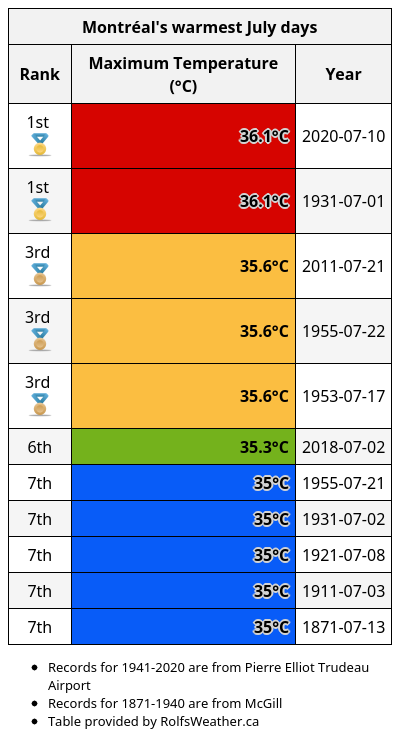 Montréal's warmest July days
Rank Maximum Temperature (°C) Year
1st 36.1°C 2020-07-10
1st 36.1°C 1931-07-01
3rd 35.6°C 2011-07-21
3rd 35.6°C 1955-07-22
3rd 35.6°C 1953-07-17
6th 35.3°C 2018-07-02
7th 35°C 1955-07-21
7th 35°C 1931-07-02
7th 35°C 1921-07-08
7th 35°C 1911-07-03
7th 35°C 1871-07-13
• Records for 1941-2020 are from Pierre Elliot Trudeau
Airport
• Records for 1871-1940 are from McGill
• Table provided by RolfsWeather.ca